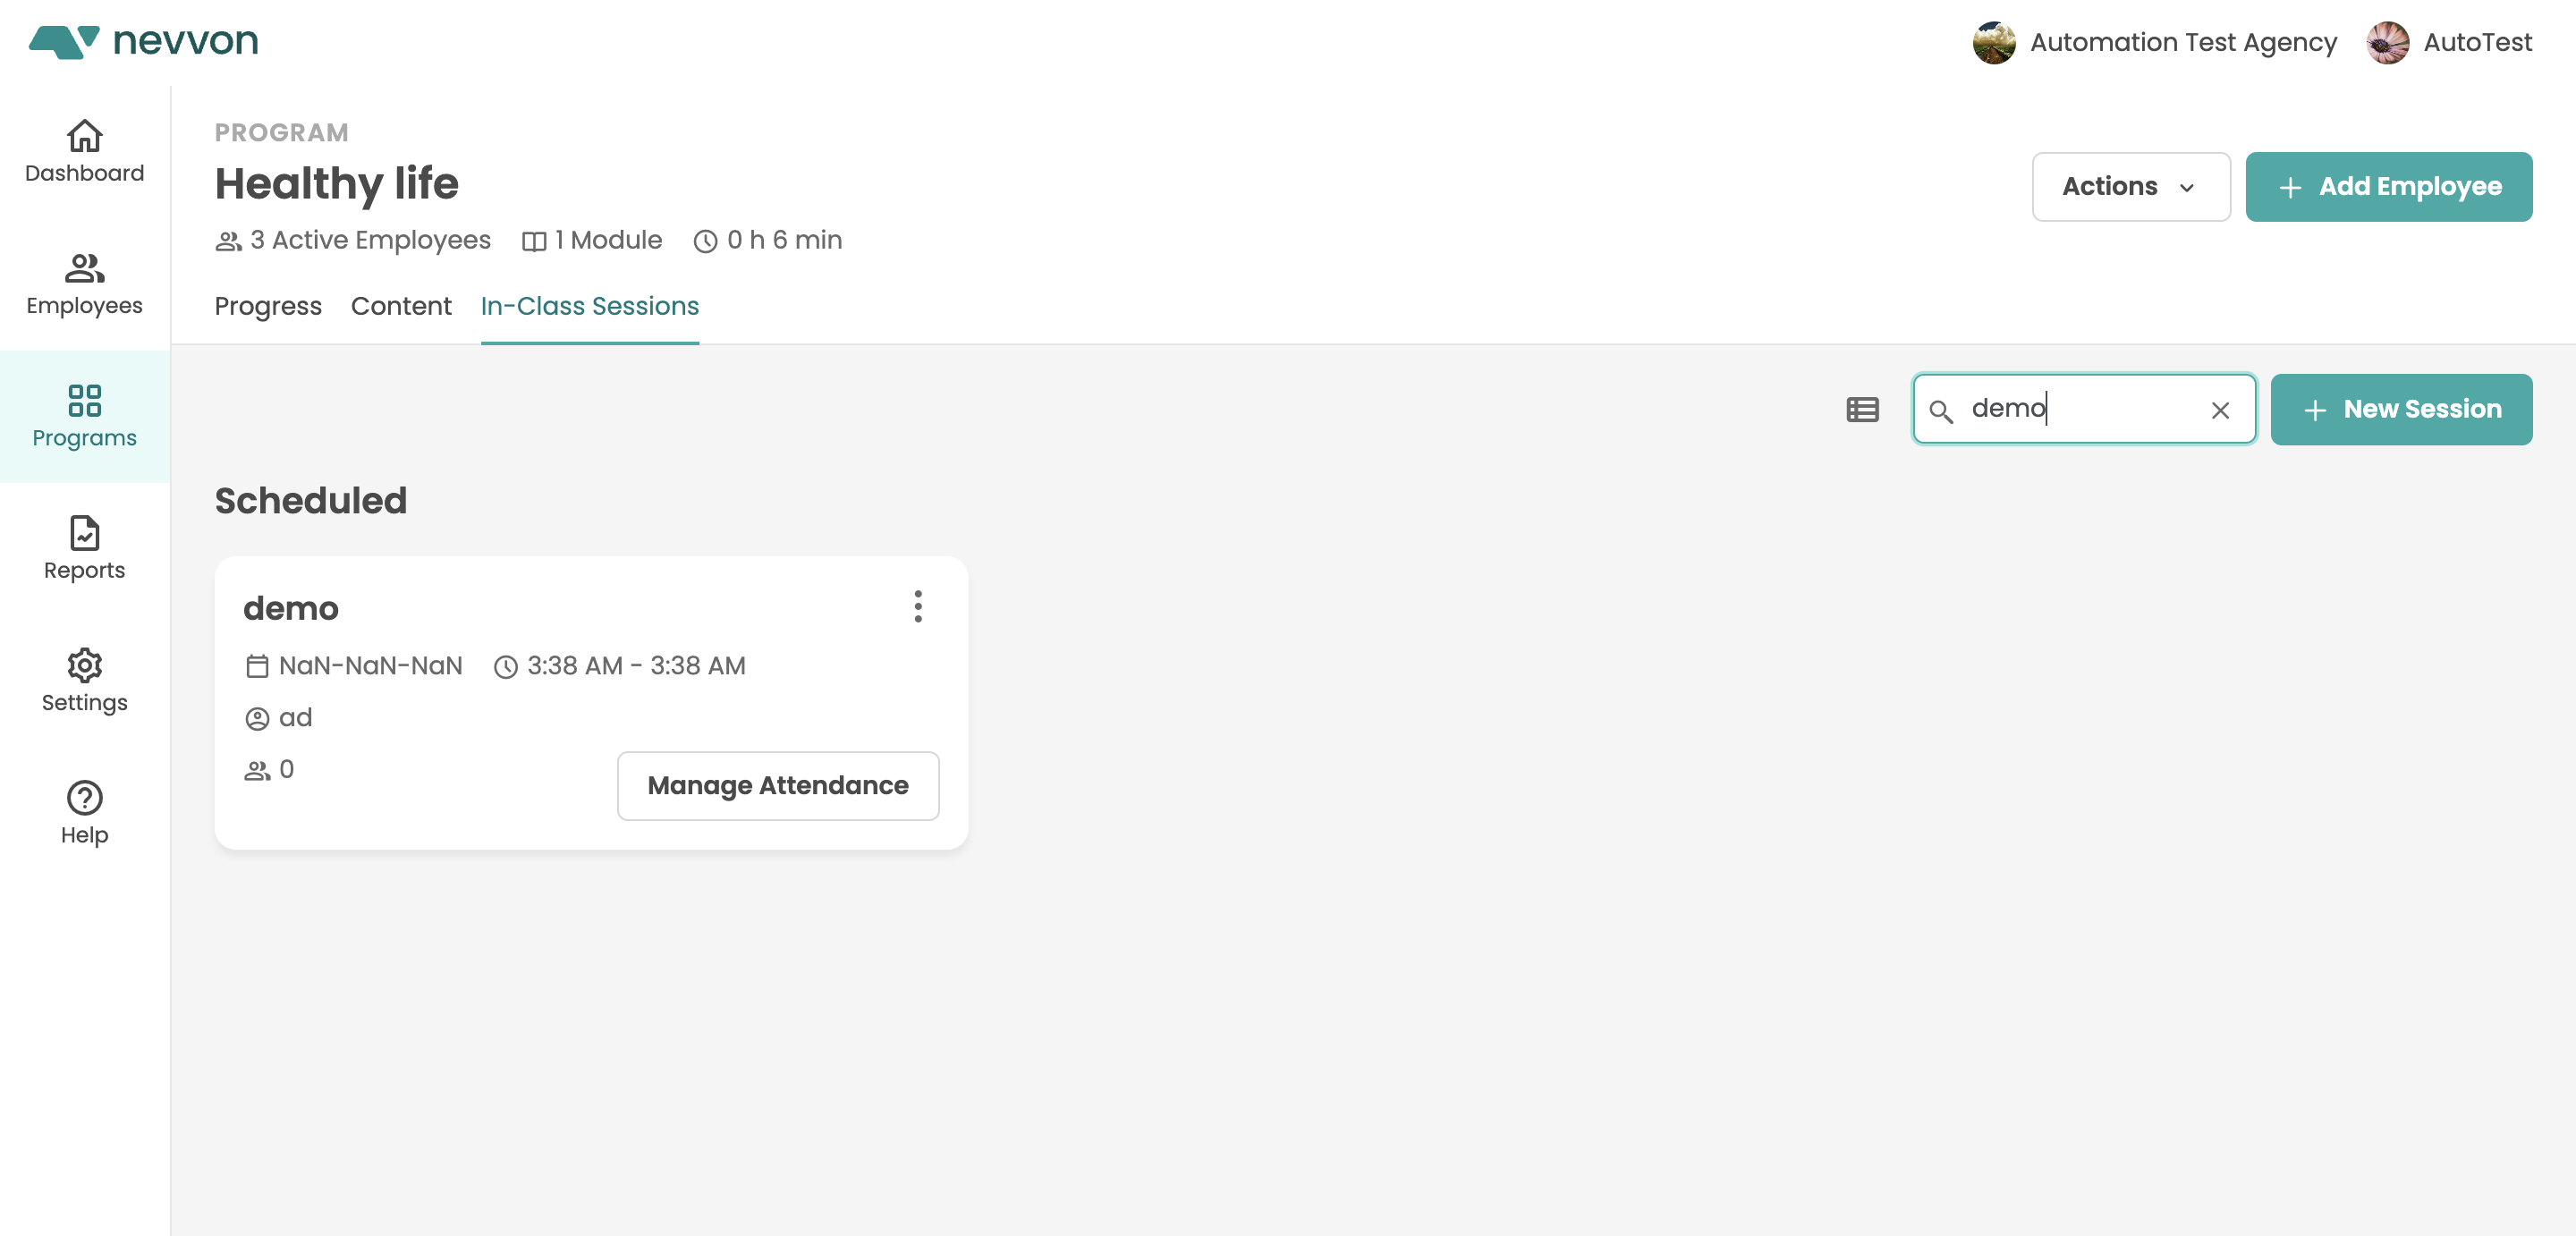 nevvon
Automation Test Agency
AutoTest
Dashboard
Employees
Programs
Reports
Settings
Help
PROGRAM
Healthy life
3 Active Employees 1 Module 0 h 6 min
Actions
Add Employee
Progress Content In-Class Sessions
demo
New Session
Scheduled
demo
NaN-NaN-NaN 3:38 AM - 3:38 AM
ad
0
Manage Attendance